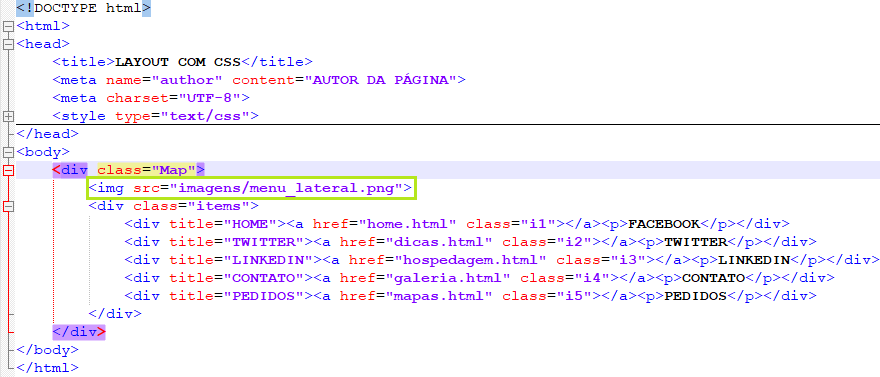 <!DOCTYPE html>
<html>
<head>
<title>LAYOUT COM CSS</title>
<meta name="author" content="AUTOR DA PÁGINA">
<meta charset="UTF-8">
<style type="text/css">
</head>
<body>
<div class="Map">
<img src="imagens/menu_lateral.png">
<div class="items">
<div title="HOME"><a href="home.html" class="i1"></a><p>FACEBOOK</p></div>
<div title="TWITTER"><a href="dicas.html" class="i2"></a><p>TWITTER</p></div>
<div title="LINKEDIN"><a href="hospedagem.html" class="i3"></a><p>LINKEDIN</p></div>
<div title="CONTATO"><a href="galeria.html" class="i4"></a><p>CONTATO</p></div>
<div title="PEDIDOS"><a href="mapas.html" class="i5"></a><p>PEDIDOS</p></div>
</div>
</div>
</body>
</html>